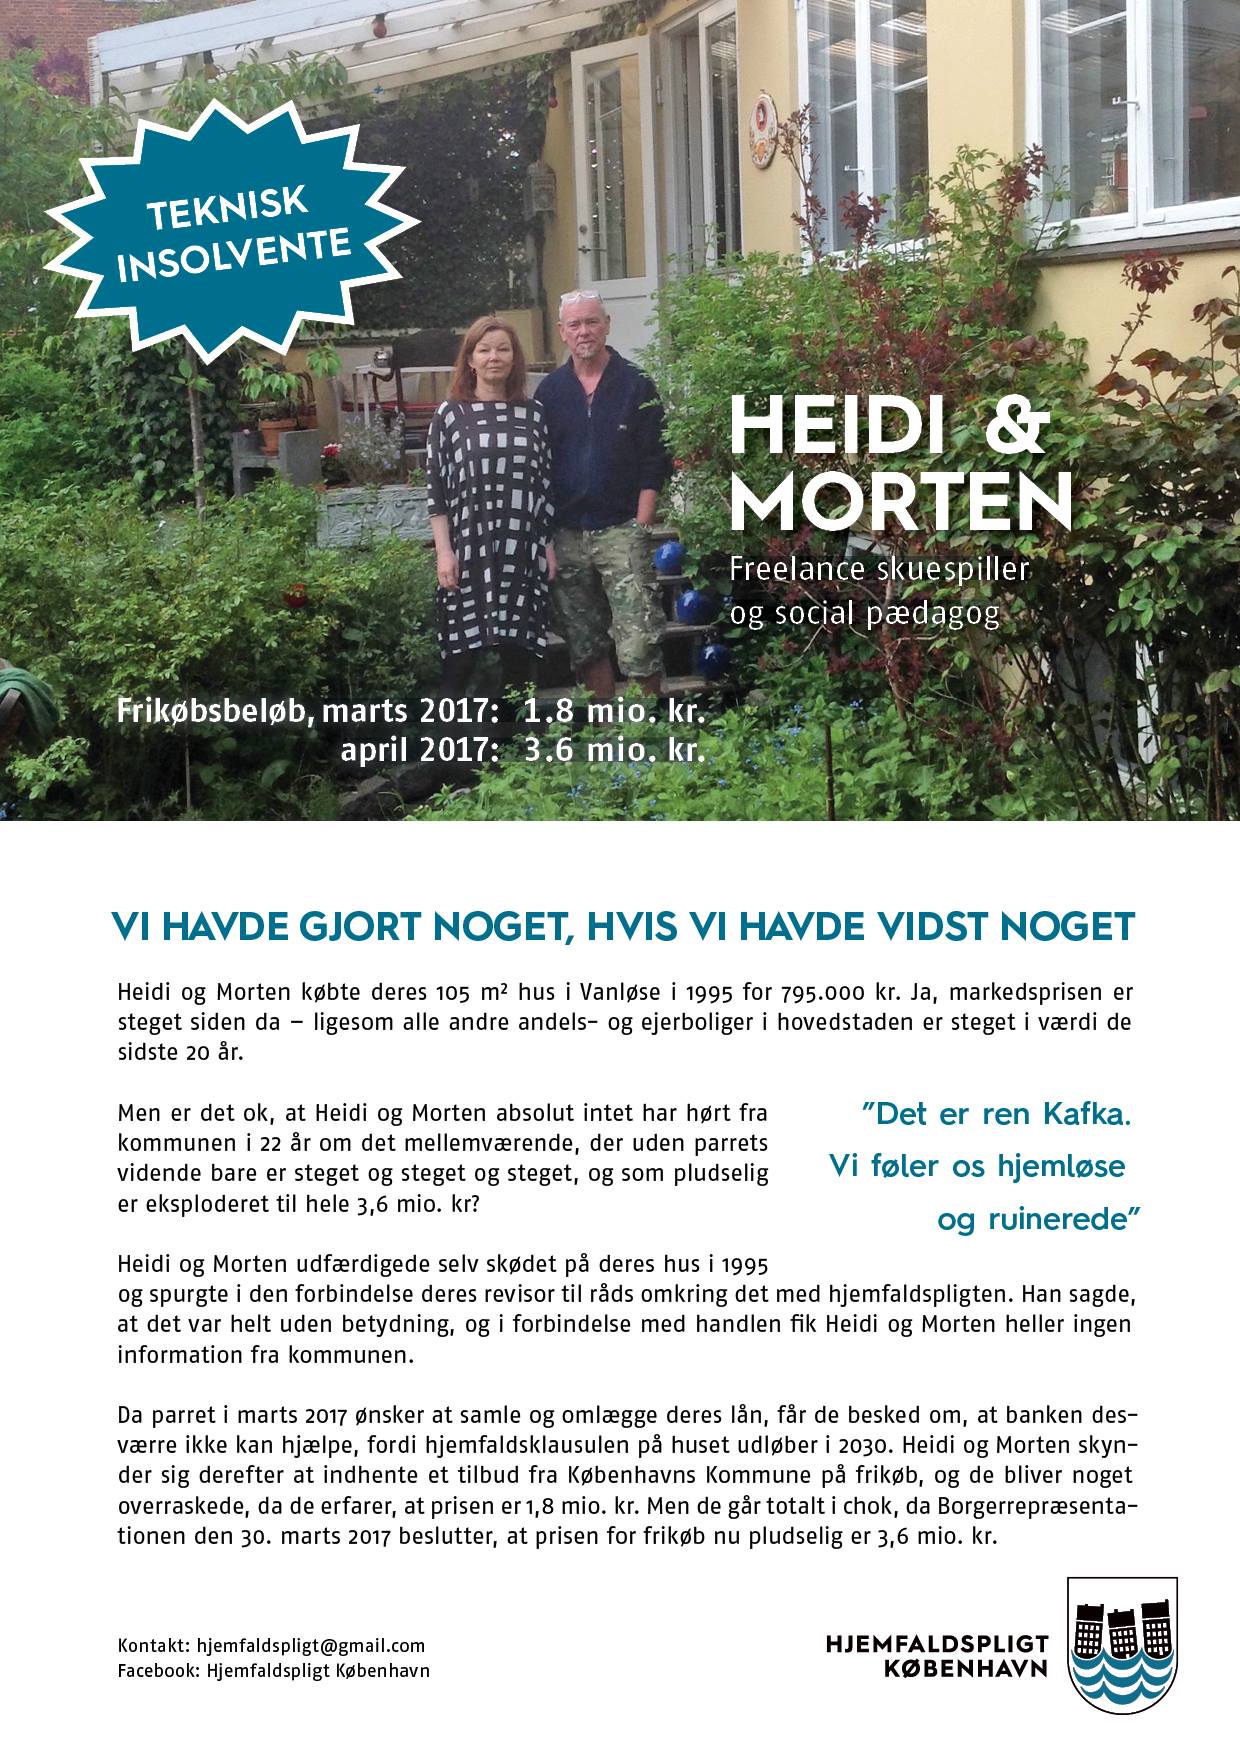 TEKNISK
INSOLVENTE
HEIDI &
MORTEN
Freelance skuespiller
og social pædagog
Frikøbsbeløb, marts 2017: 1.8 mio. kr.
april 2017: 3.6 mio. kr.
VI HAVDE GJORT NOGET, HVIS VI HAVDE VIDST NOGET
Heidi og Morten købte deres 105 m² hus i Vanløse i 1995 for 795.000 kr. Ja, markedsprisen er
steget siden da – ligesom alle andre andels- og ejerboliger i hovedstaden er steget i værdi de
sidste 20 år.
Men er det ok, at Heidi og Morten absolut intet har hørt fra
kommunen i 22 år om det mellemværende, der uden parrets
vidende bare er steget og steget og steget, og som pludselig
er eksploderet til hele 3,6 mio. kr?
"Det er ren Kafka.
Vi føler os hjemløse
og ruinerede"
Heidi og Morten udfærdigede selv skødet på deres hus i 1995
og spurgte i den forbindelse deres revisor til råds omkring det med hjemfaldspligten. Han sagde,
at det var helt uden betydning, og i forbindelse med handlen fik Heidi og Morten heller ingen
information fra kommunen.
Da parret i marts 2017 ønsker at samle og omlægge deres lån, får de besked om, at banken des-
værre ikke kan hjælpe, fordi hjemfaldsklausulen på huset udløber i 2030. Heidi og Morten skyn-
der sig derefter at indhente et tilbud fra Københavns Kommune på frikøb, og de bliver noget
overraskede, da de erfarer, at prisen er 1,8 mio. kr. Men de går totalt i chok, da Borgerrepræsenta-
tionen den 30. marts 2017 beslutter, at prisen for frikøb nu pludselig er 3,6 mio. kr.
Kontakt: hjemfaldspligt@gmail.com
Facebook: Hjemfaldspligt København
HJEMFALDSPLIGT
KØBENHAVN